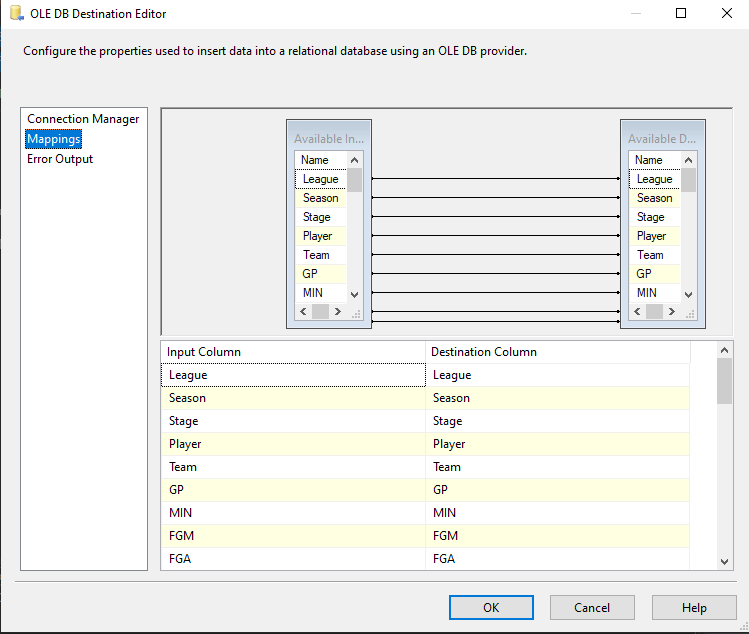 OLE DB Destination Editor
Configure the properties used to insert data into a relational database using an OLE DB provider.
Connection Manager
Mappings
Error Output
Available In...
Name
League
Season
Stage
Player
Team
GP
MIN
Available D...
Name
League
Season
Stage
Player
Team
GP
MIN
Input Column Destination Column
League League
Season Season
Stage Stage
Player Player
Team Team
GP GP
MIN MIN
FGM FGM
FGA FGA
OK Cancel Help